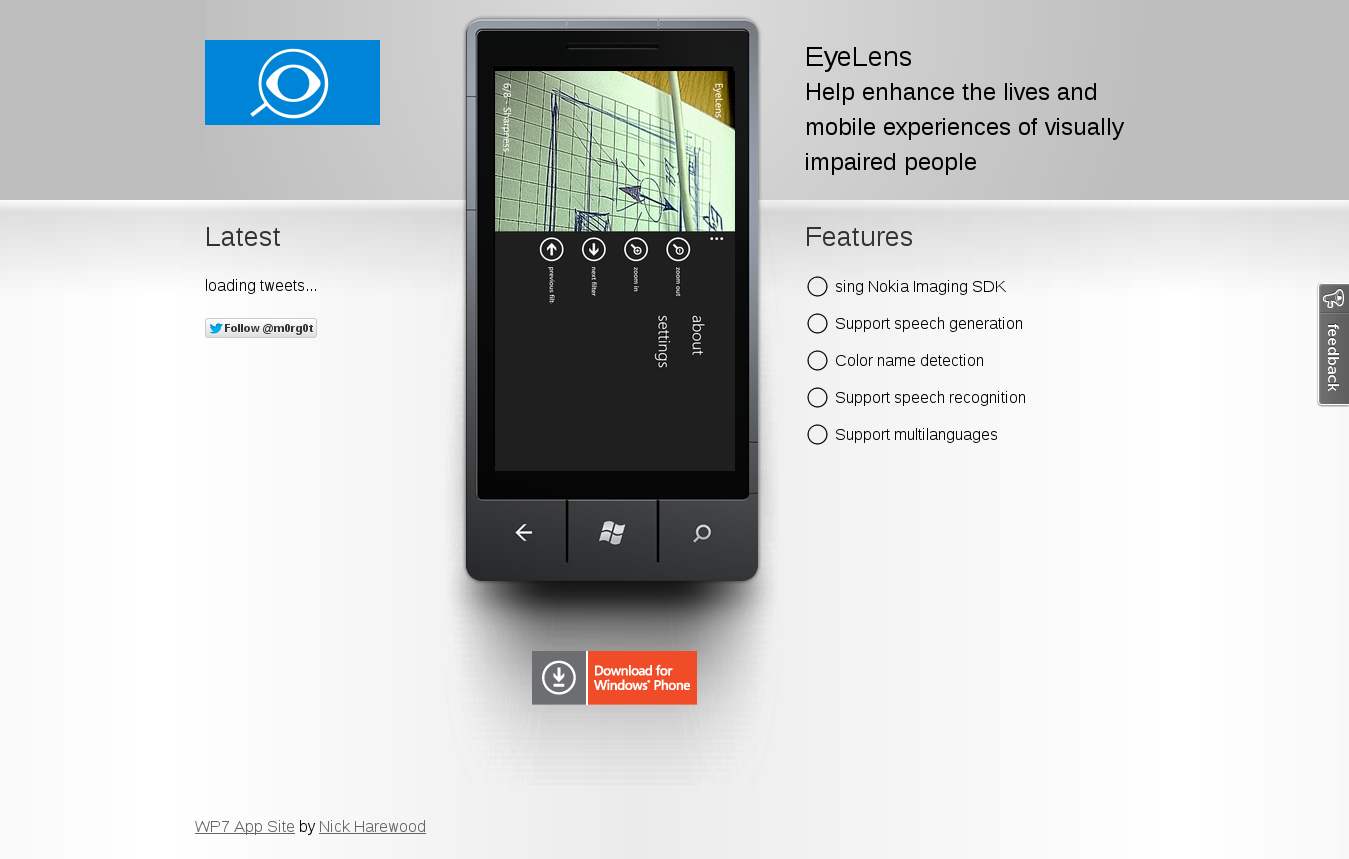 EyeLens
Help enhance the lives and
mobile experiences of visually
impaired people
EyeLens
6/8 - Sharpness
zoom out
zoom in
next filter
previous filt
about
settings
Latest
loading tweets...
Follow @m0rg0t
Features
sing Nokia Imaging SDK
Support speech generation
Color name detection
Support speech recognition
Support multilanguages
feedback
Download for
Windows® Phone
WP7 App Site by Nick Harewood